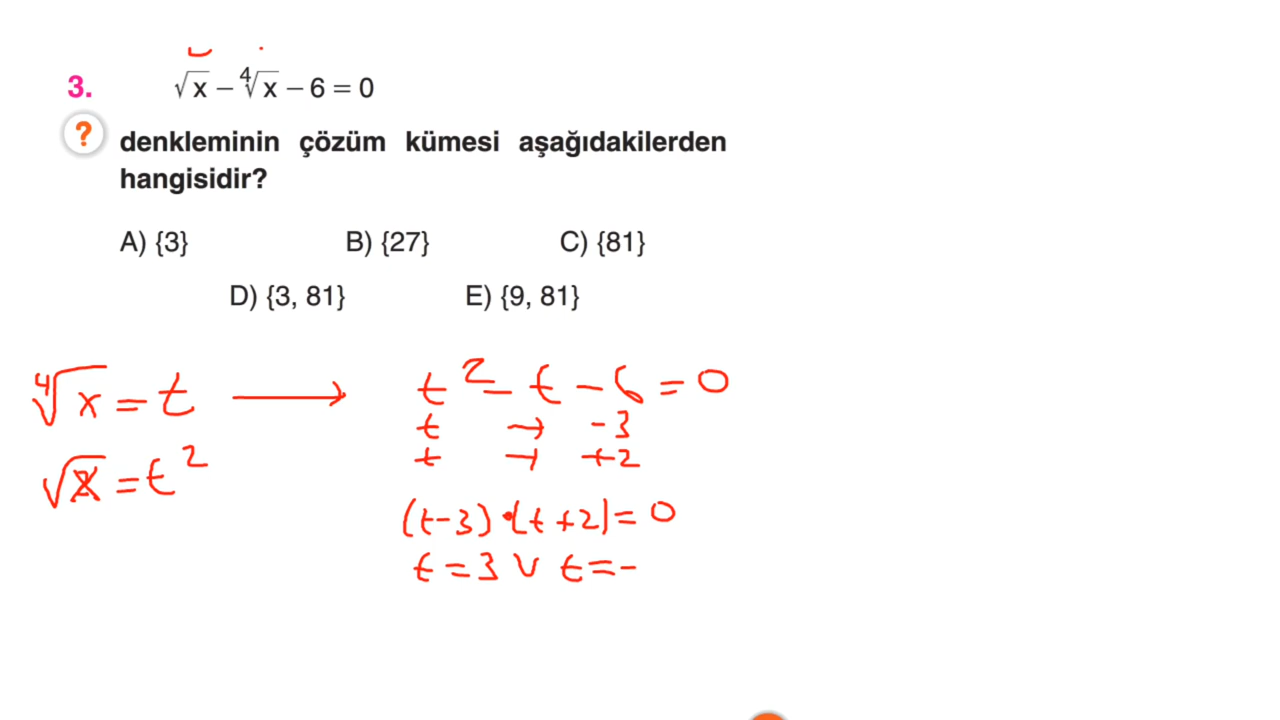 3. √x − ⁴√x − 6 = 0
?
denkleminin çözüm kümesi aşağıdakilerden
hangisidir?
A) {3} B) {27} C) {81}
D) {3, 81} E) {9, 81}
⁴√x = t → t² − t − 6 = 0
t → −3
t → +2
√x = t²
(t−3)·(t+2) = 0
t = 3 ∨ t = −